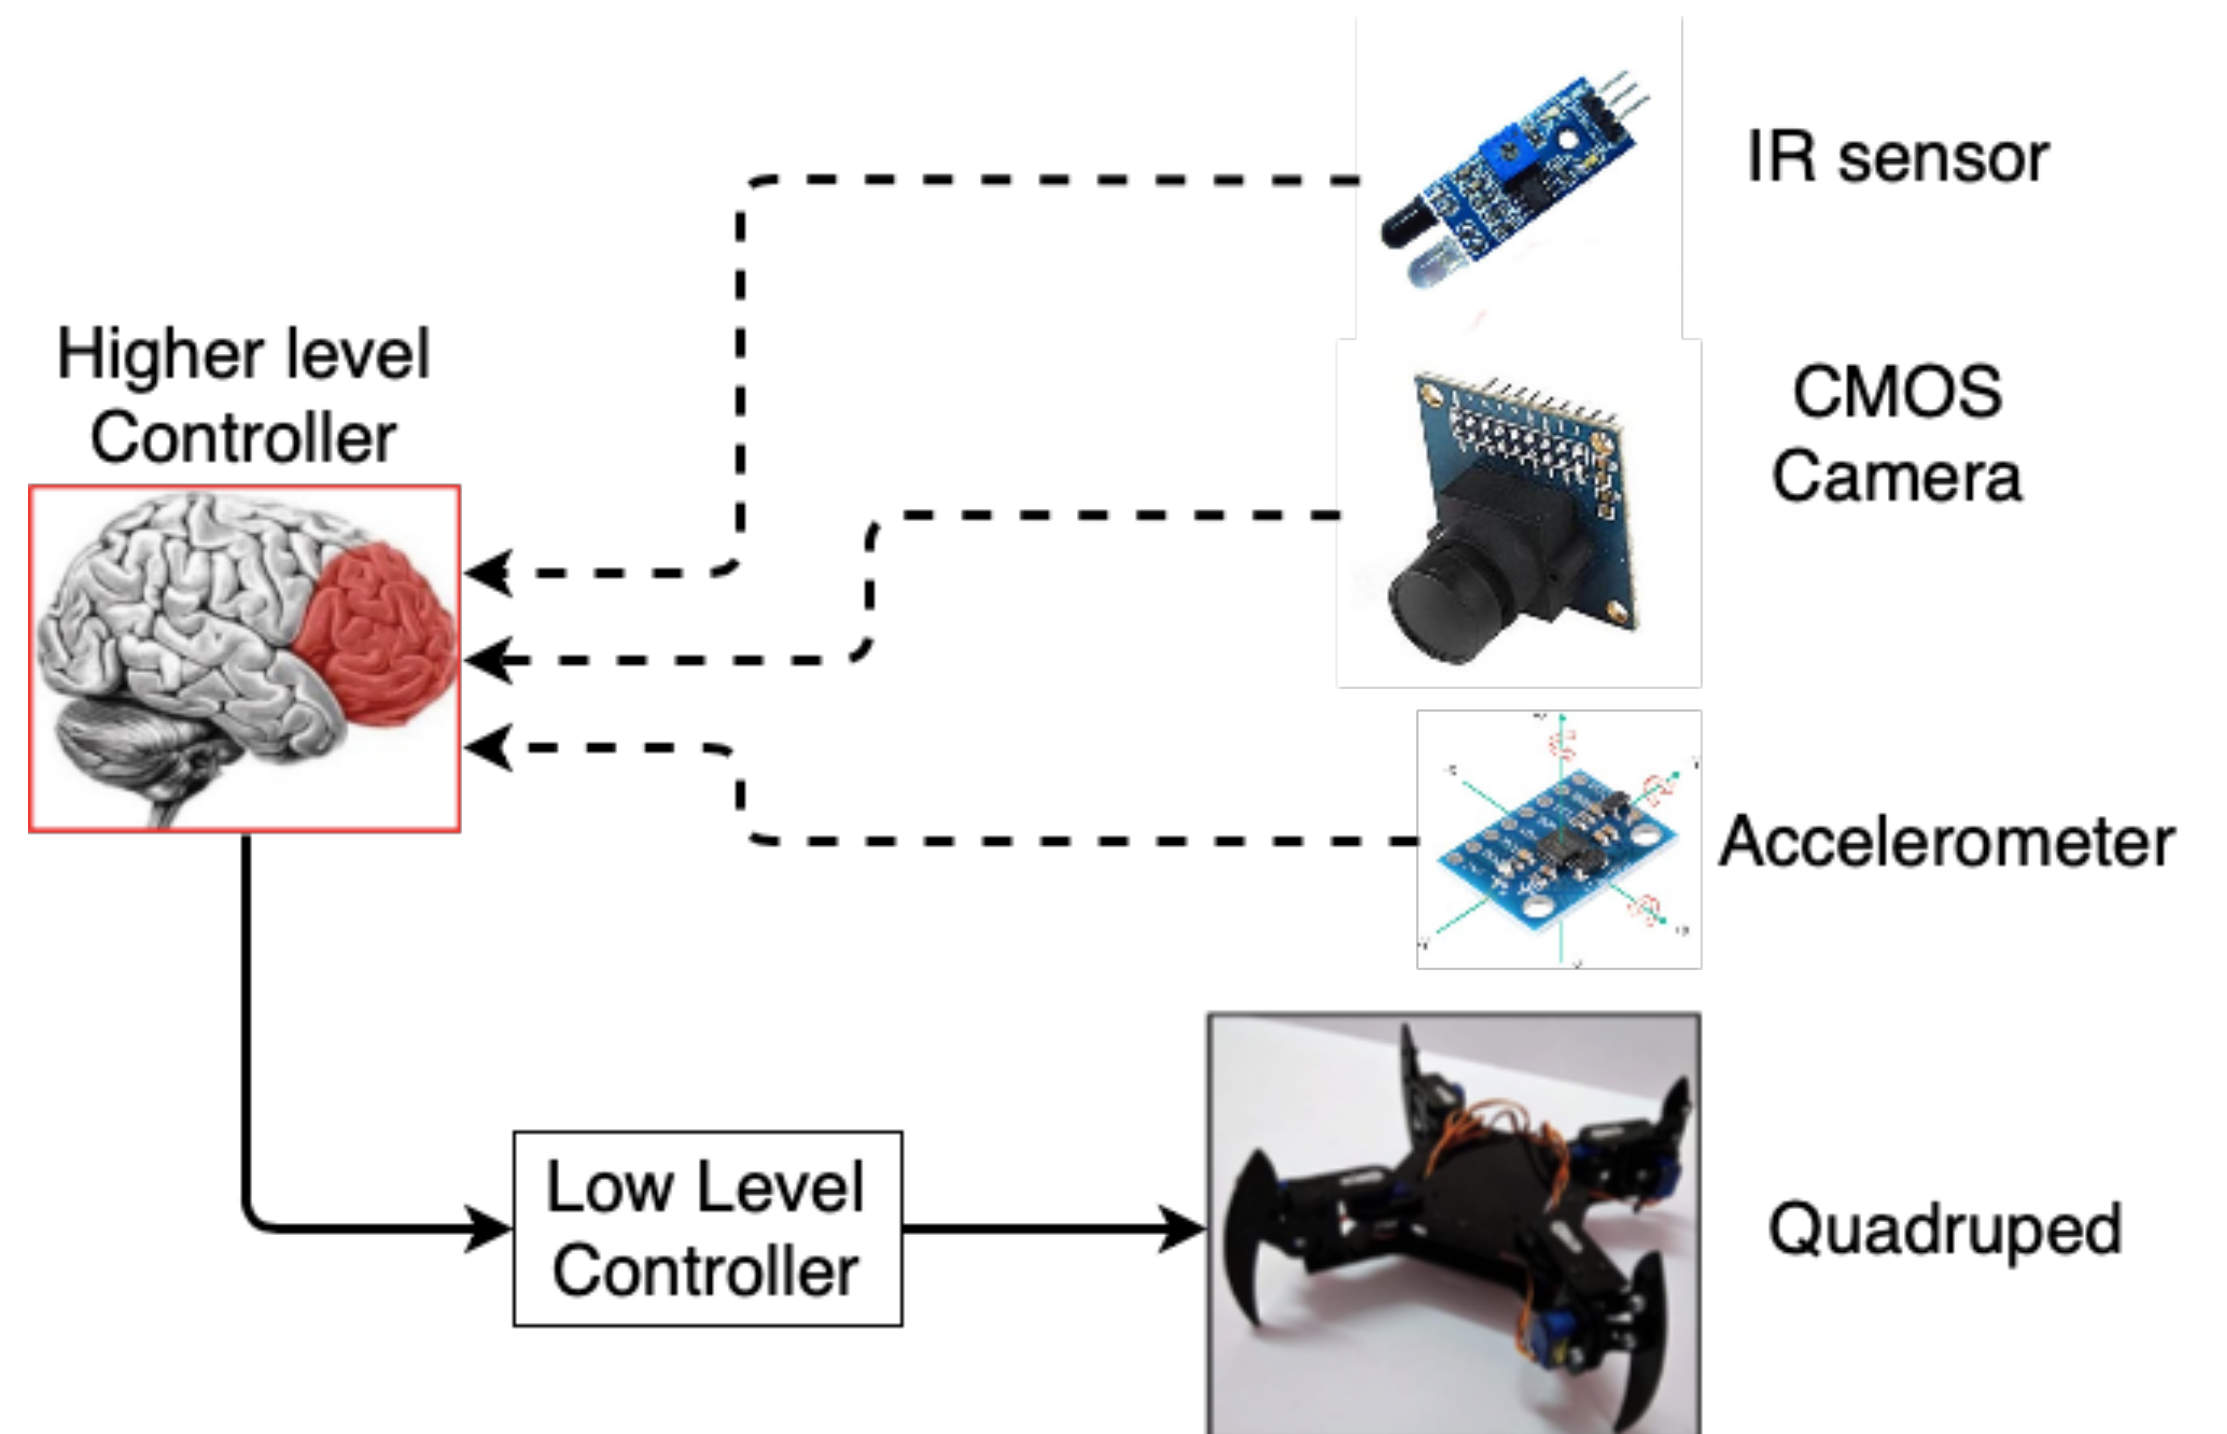 IR sensor
Higher level
Controller
CMOS
Camera
Accelerometer
Low Level
Controller
Quadruped